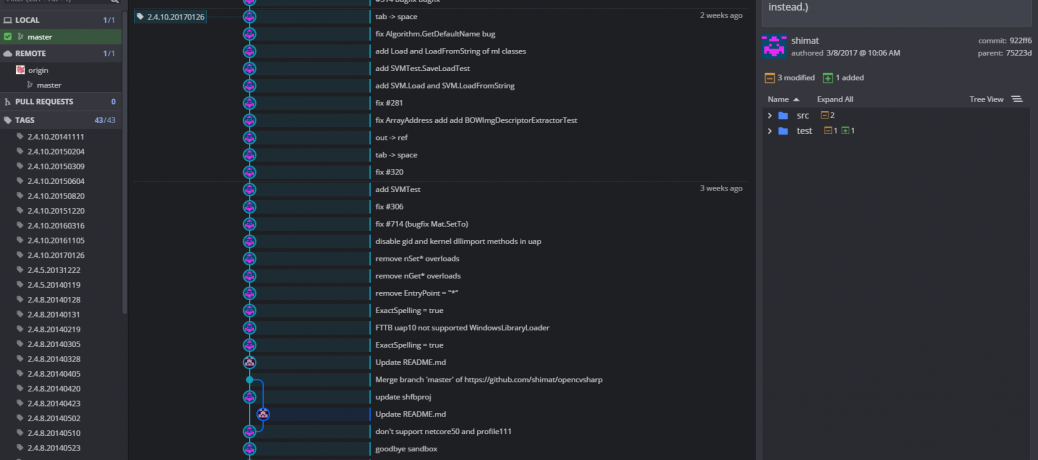 LOCAL 1/1
master
REMOTE 1/1
origin
master
PULL REQUESTS 0
TAGS 43/43
2.4.10.20141111
2.4.10.20150204
2.4.10.20150309
2.4.10.20150604
2.4.10.20150820
2.4.10.20151220
2.4.10.20160316
2.4.10.20161105
2.4.10.20170126
2.4.5.20131222
2.4.5.20140119
2.4.8.20140131
2.4.8.20140219
2.4.8.20140305
2.4.8.20140328
2.4.8.20140405
2.4.8.20140420
2.4.8.20140423
2.4.8.20140502
2.4.8.20140510
2.4.8.20140523
2.4.10.20170126
tab -> space 2 weeks ago
fix Algorithm.GetDefaultName bug
add Load and LoadFromString of ml classes
add SVMTest.SaveLoadTest
add SVM.Load and SVM.LoadFromString
fix #281
fix ArrayAddress add add BOWImgDescriptorExtractorTest
out -> ref
tab -> space
fix #320
add SVMTest 3 weeks ago
fix #306
fix #714 (bugfix Mat.SetTo)
disable gid and kernel dllimport methods in uap
remove nSet* overloads
remove nGet* overloads
remove EntryPoint = "*"
ExactSpelling = true
FTTB uap10 not supported WindowsLibraryLoader
ExactSpelling = true
Update README.md
Merge branch 'master' of https://github.com/shimat/opencvsharp
update shfbproj
Update README.md
don't support netcore50 and profile111
goodbye sandbox
instead.)
shimat commit: 922ff6
authored 3/8/2017 @ 10:06 AM parent: 75223d
3 modified 1 added
Name Expand All Tree View
src 2
test 1 1